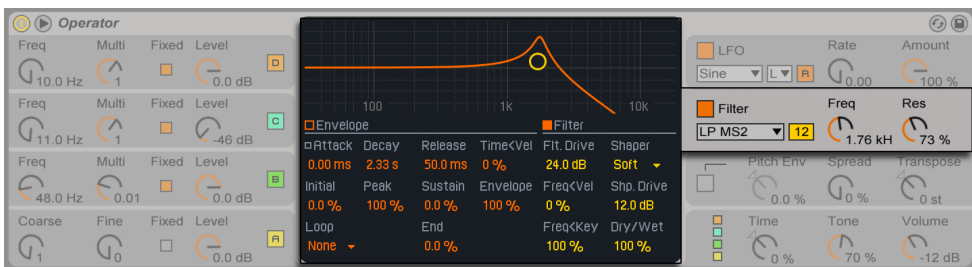 Operator
Freq Multi Fixed Level
10.0 Hz 1 0.0 dB D
Freq Multi Fixed Level
11.0 Hz 1 -46 dB C
Freq Multi Fixed Level
48.0 Hz 0.01 0.0 dB B
Coarse Fine Fixed Level
1 0 0.0 dB A
100 1K 10k
Envelope Filter
Attack Decay Release Time<Vel Flt. Drive Shaper
0.00 ms 2.33 s 50.0 ms 0 % 24.0 dB Soft
Initial Peak Sustain Envelope Freq<Vel Shp. Drive
0.0 % 100 % 0.0 % 100 % 0 % 12.0 dB
Loop End Freq<Key Dry/Wet
None 0.0 % 100 % 100 %
LFO Rate Amount
Sine L R 0.00 100 %
Filter Freq Res
LP MS2 12 1.76 kH 73 %
Pitch Env Spread Transpose
0.0 % 0 % 0 st
Time Tone Volume
0 % 70 % -12 dB